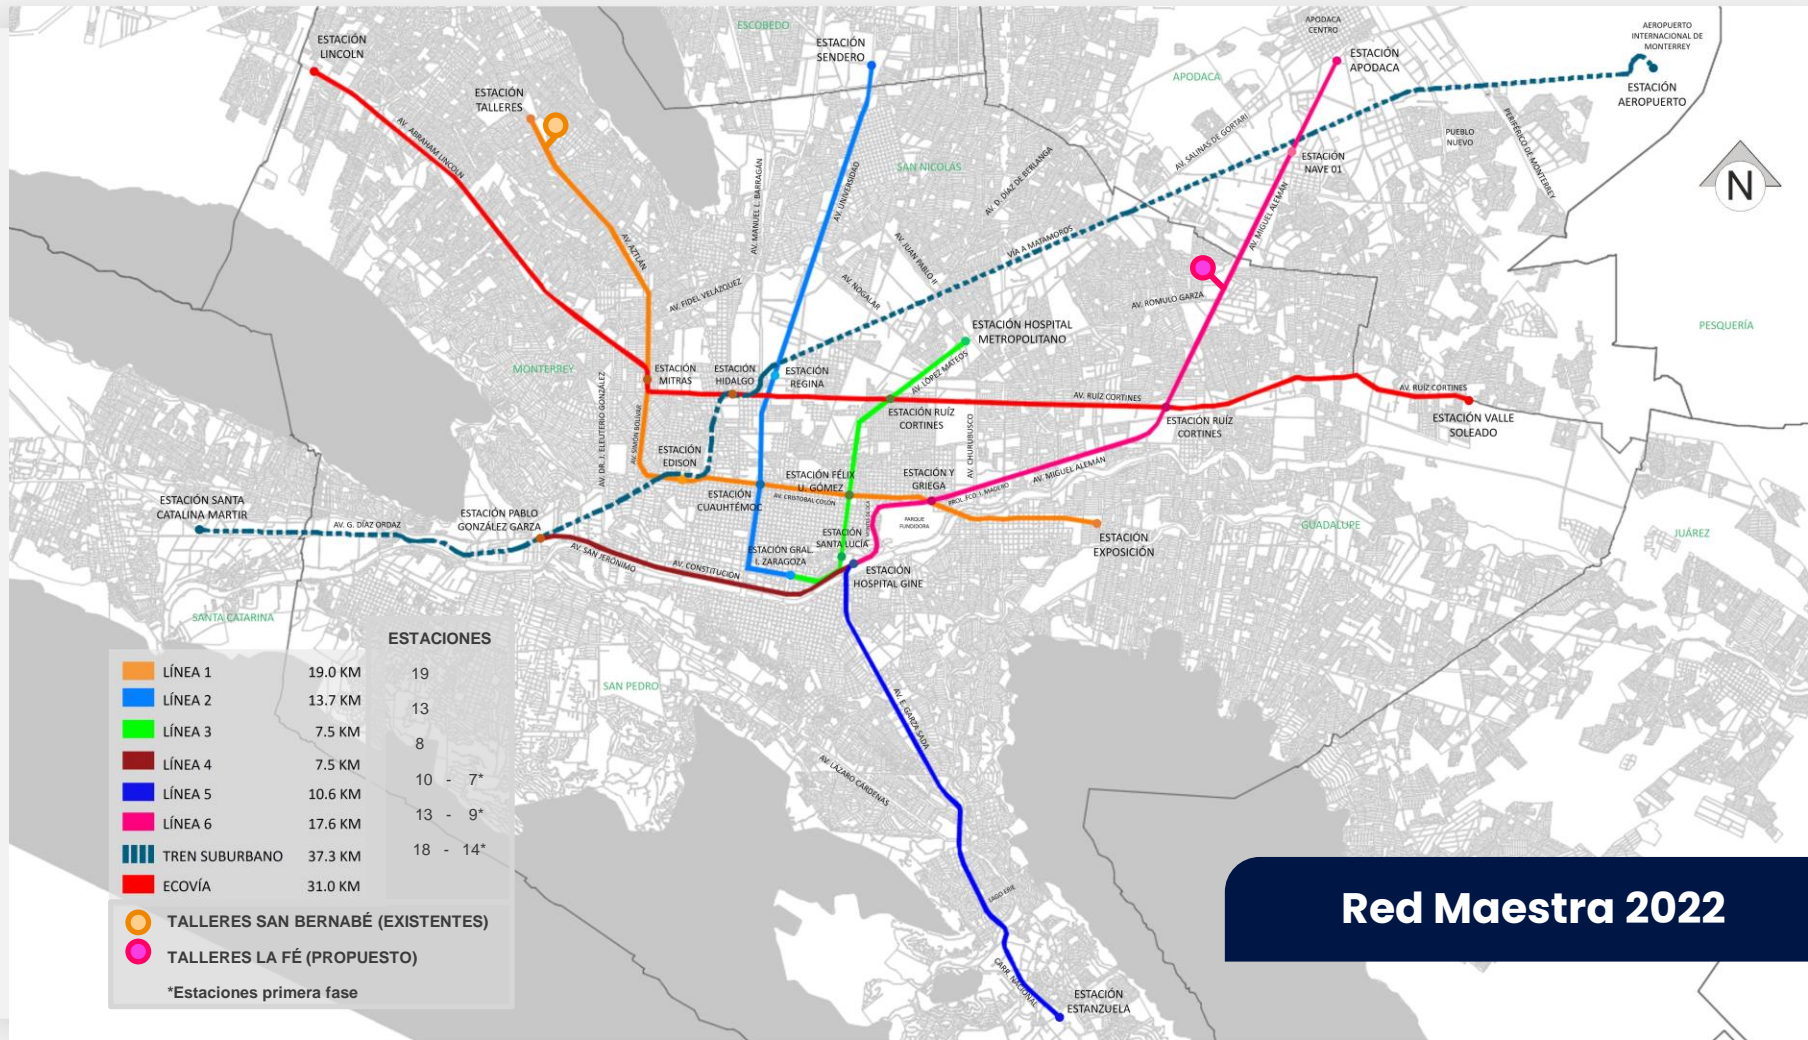 ESCOBEDO
APODACA
CENTRO
AEROPUERTO
INTERNACIONAL DE
MONTERREY
ESTACIÓN
LINCOLN
ESTACIÓN
SENDERO
ESTACIÓN
APODACA
APODACA
ESTACIÓN
TALLERES
ESTACIÓN
AEROPUERTO
AV. ABRAHAM LINCOLN
AV. SALINAS DE GORTARI
PUEBLO
NUEVO
PERIFÉRICO DE MONTERREY
SAN NICOLÁS
ESTACIÓN
NAVE 01
N
AV. MANUEL L. BARRAGÁN
AV. UNIVERSIDAD
AV. D. DÍAZ DE BERLANGA
AV. MIGUEL ALEMÁN
AV. AZTLÁN
AV. JUAN PABLO II
VÍA A MATAMOROS
AV. FIDEL VELÁZQUEZ
AV. NOGALAR
AV. ROMULO GARZA
ESTACIÓN HOSPITAL
METROPOLITANO
PESQUERÍA
MONTERREY
ESTACIÓN
MITRAS
ESTACIÓN
HIDALGO
ESTACIÓN
REGINA
AV. LÓPEZ MATEOS
AV. RUÍZ CORTINES
AV. RUÍZ CORTINES
ESTACIÓN RUÍZ
CORTINES
ESTACIÓN RUÍZ
CORTINES
ESTACIÓN VALLE
SOLEADO
AV. DR. J. ELEUTERIO GONZÁLEZ
AV. SIMÓN BOLÍVAR
AV. CHURUBUSCO
ESTACIÓN
EDISON
ESTACIÓN FÉLIX
U. GÓMEZ
ESTACIÓN Y
GRIEGA
AV. MIGUEL ALEMÁN
ESTACIÓN
CUAUHTÉMOC
AV. CRISTOBAL COLÓN
PROL. FCO. I. MADERO
ESTACIÓN SANTA
CATALINA MARTIR
ESTACIÓN PABLO
GONZÁLEZ GARZA
AV. G. DÍAZ ORDAZ
PARQUE
FUNDIDORA
GUADALUPE
JUÁREZ
ESTACIÓN
EXPOSICIÓN
ESTACIÓN
SANTA LUCÍA
ESTACIÓN GRAL.
I. ZARAGOZA
AV. SAN JERÓNIMO
AV. CONSTITUCIÓN
ESTACIÓN
HOSPITAL GINE
SANTA CATARINA
SAN PEDRO
AV. E. GARZA SADA
AV. LÁZARO CÁRDENAS
LAGO ERIE
CARR. NACIONAL
ESTACIÓN
ESTANZUELA
ESTACIONES
LÍNEA 1 19.0 KM 19
LÍNEA 2 13.7 KM 13
LÍNEA 3 7.5 KM 8
LÍNEA 4 7.5 KM 10 - 7*
LÍNEA 5 10.6 KM 13 - 9*
LÍNEA 6 17.6 KM 18 - 14*
TREN SUBURBANO 37.3 KM
ECOVÍA 31.0 KM
TALLERES SAN BERNABÉ (EXISTENTES)
TALLERES LA FÉ (PROPUESTO)
*Estaciones primera fase
Red Maestra 2022